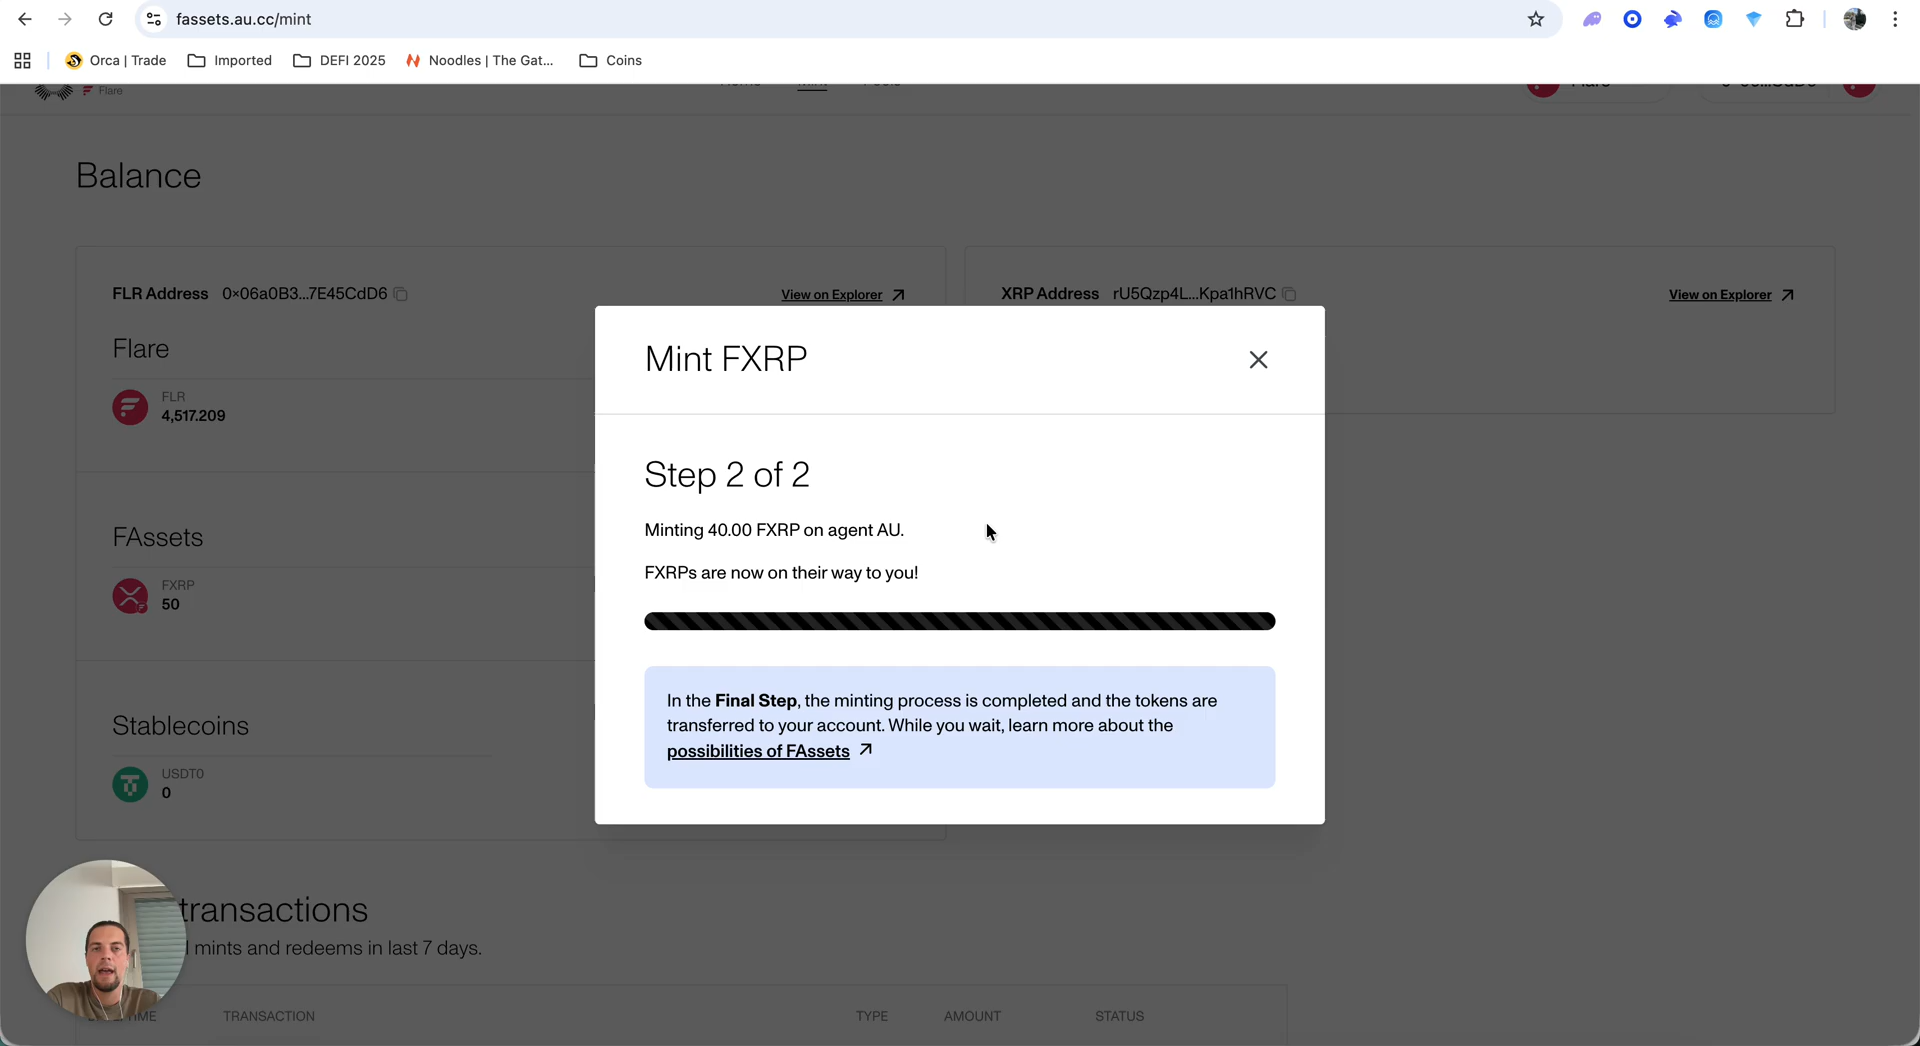 fassets.au.cc/mint
Orca | Trade
Imported
DEFI 2025
Noodles | The Gat...
Coins
Flare
Mint
Flare
Balance
FLR Address 0×06a0B3...7E45CdD6
View on Explorer
XRP Address rU5Qzp4L...Kpa1hRVC
View on Explorer
Flare
FLR
4,517.209
FAssets
FXRP
50
Stablecoins
USDT0
0
Mint FXRP
Step 2 of 2
Minting 40.00 FXRP on agent AU.
FXRPs are now on their way to you!
In the Final Step, the minting process is completed and the tokens are
transferred to your account. While you wait, learn more about the
possibilities of FAssets
transactions
mints and redeems in last 7 days.
TRANSACTION
TYPE
AMOUNT
STATUS